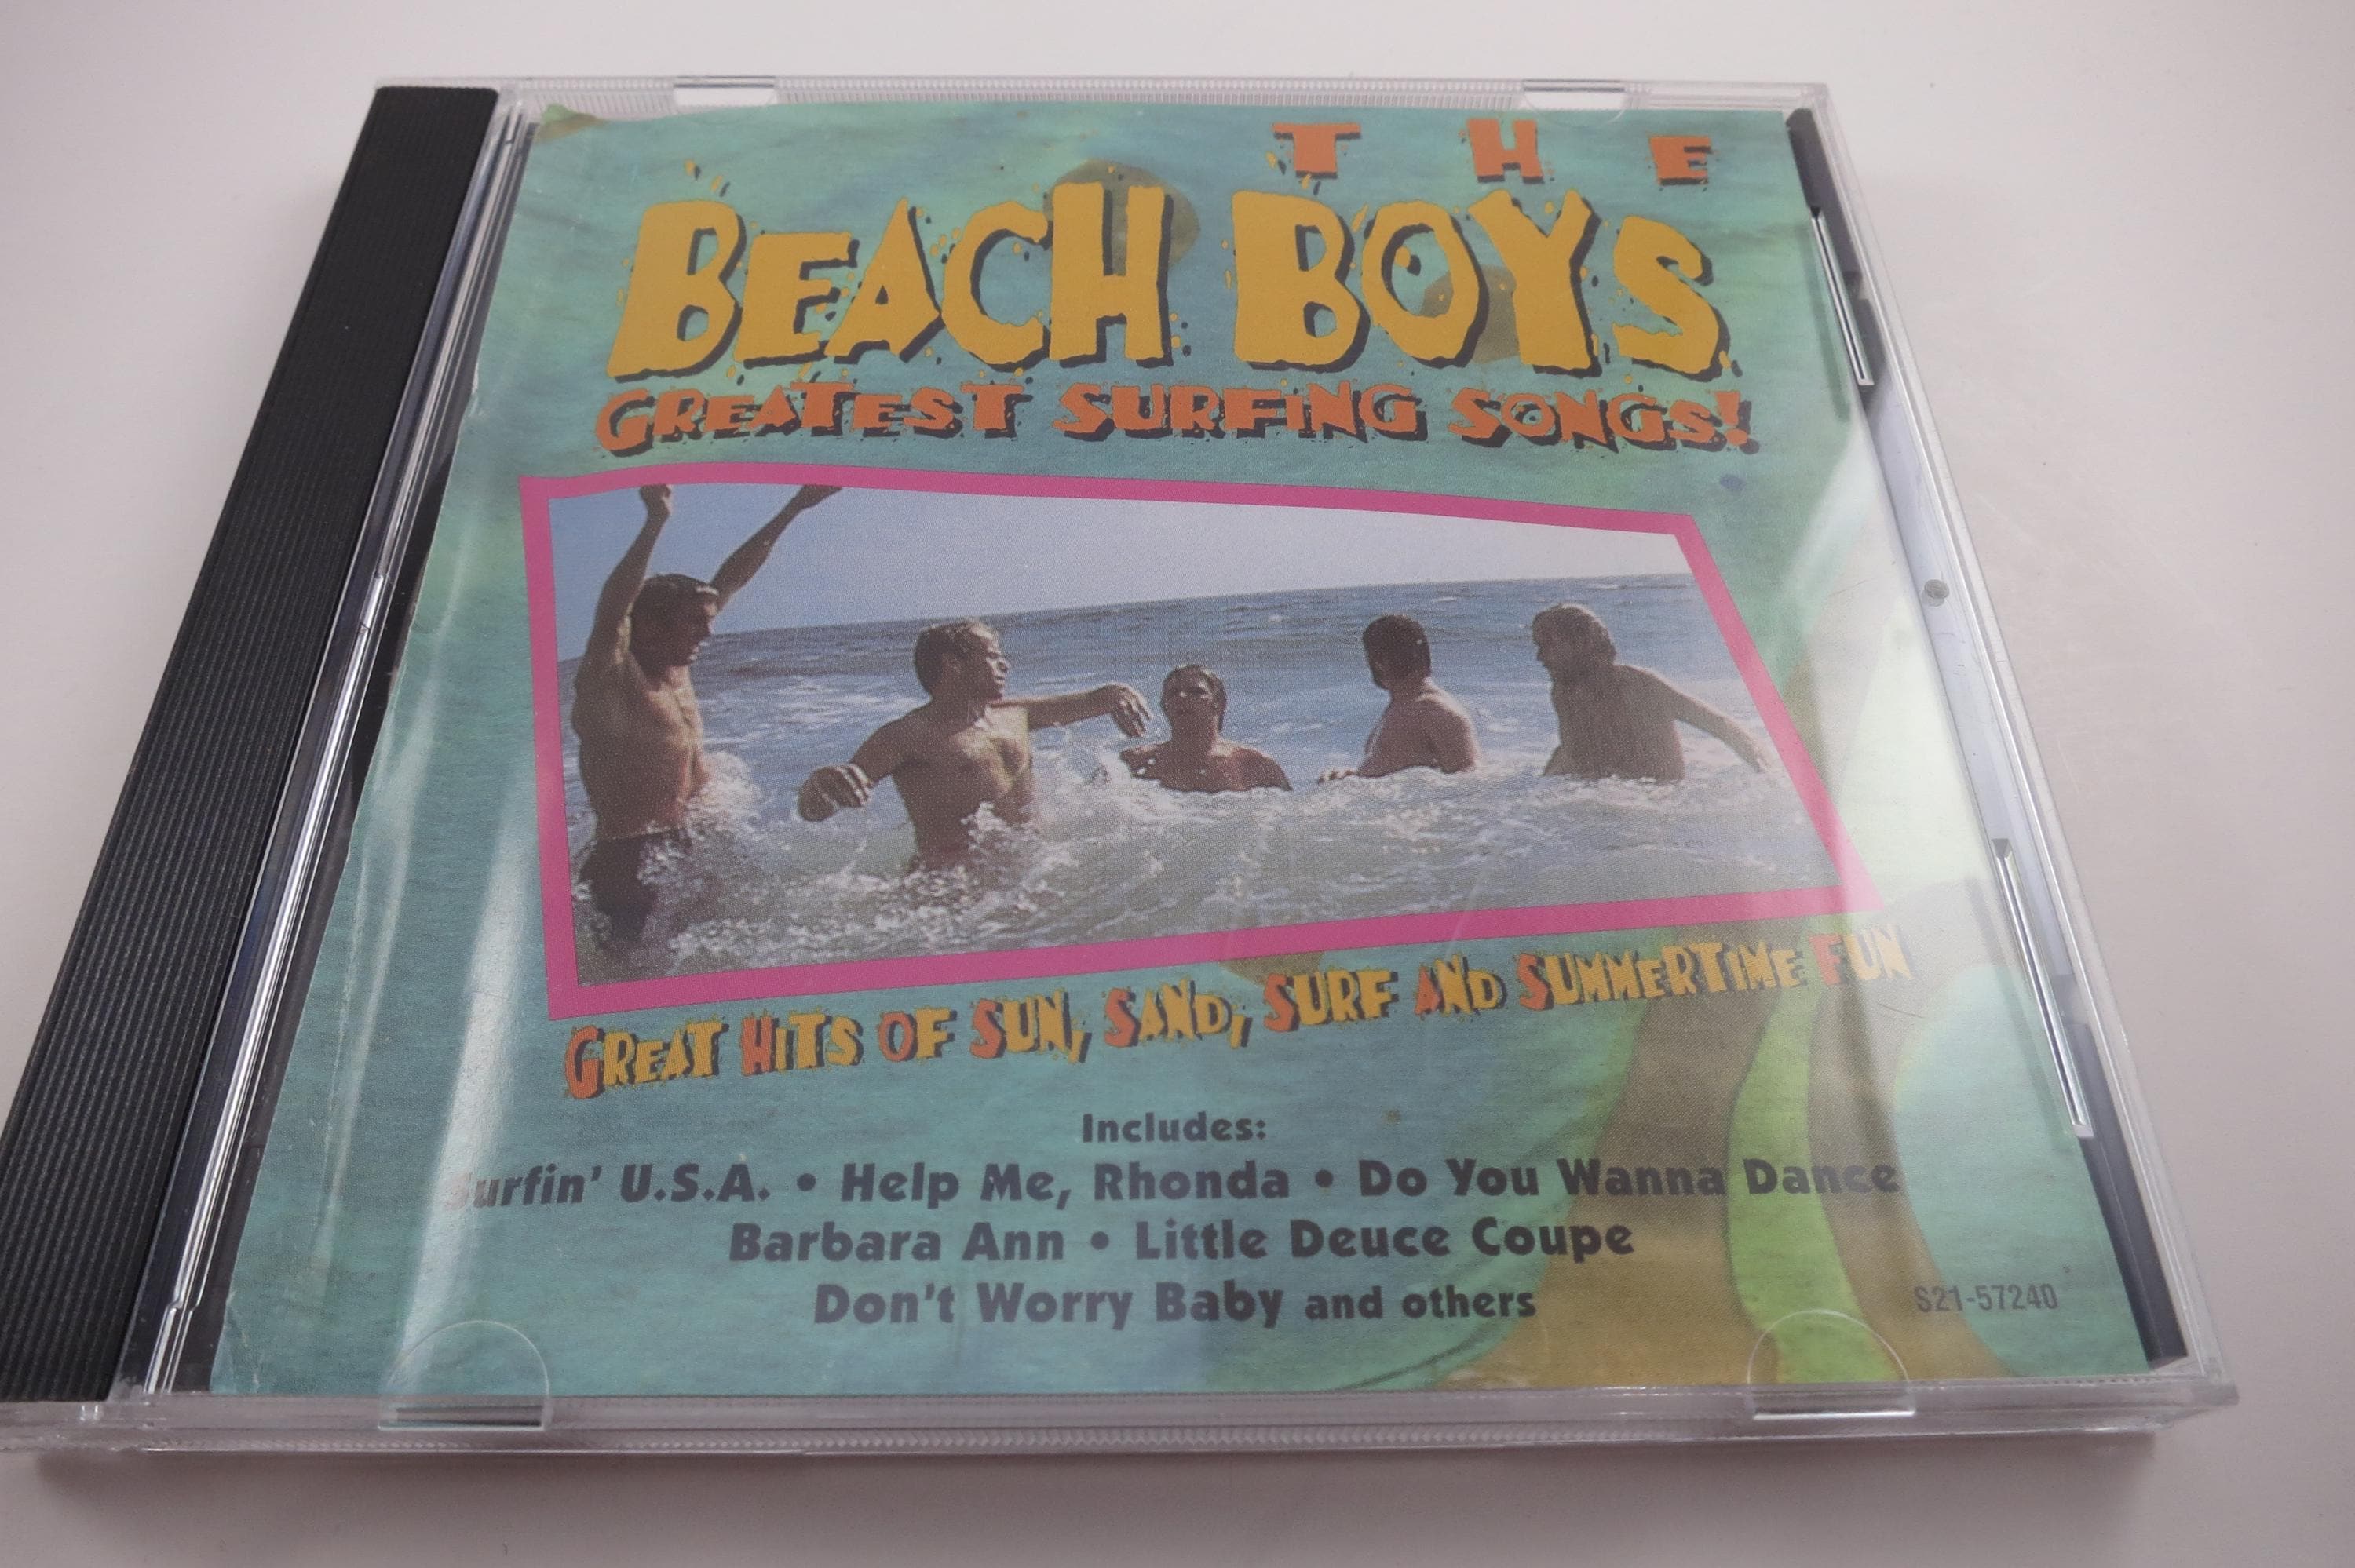 THE
BEACH BOYS
GREATEST SURFING SONGS!
GREAT HITS OF SUN, SAND, SURF AND SUMMERTIME FUN
Includes:
Surfin' U.S.A. • Help Me, Rhonda • Do You Wanna Dance
Barbara Ann • Little Deuce Coupe
Don't Worry Baby and others
S21-57240